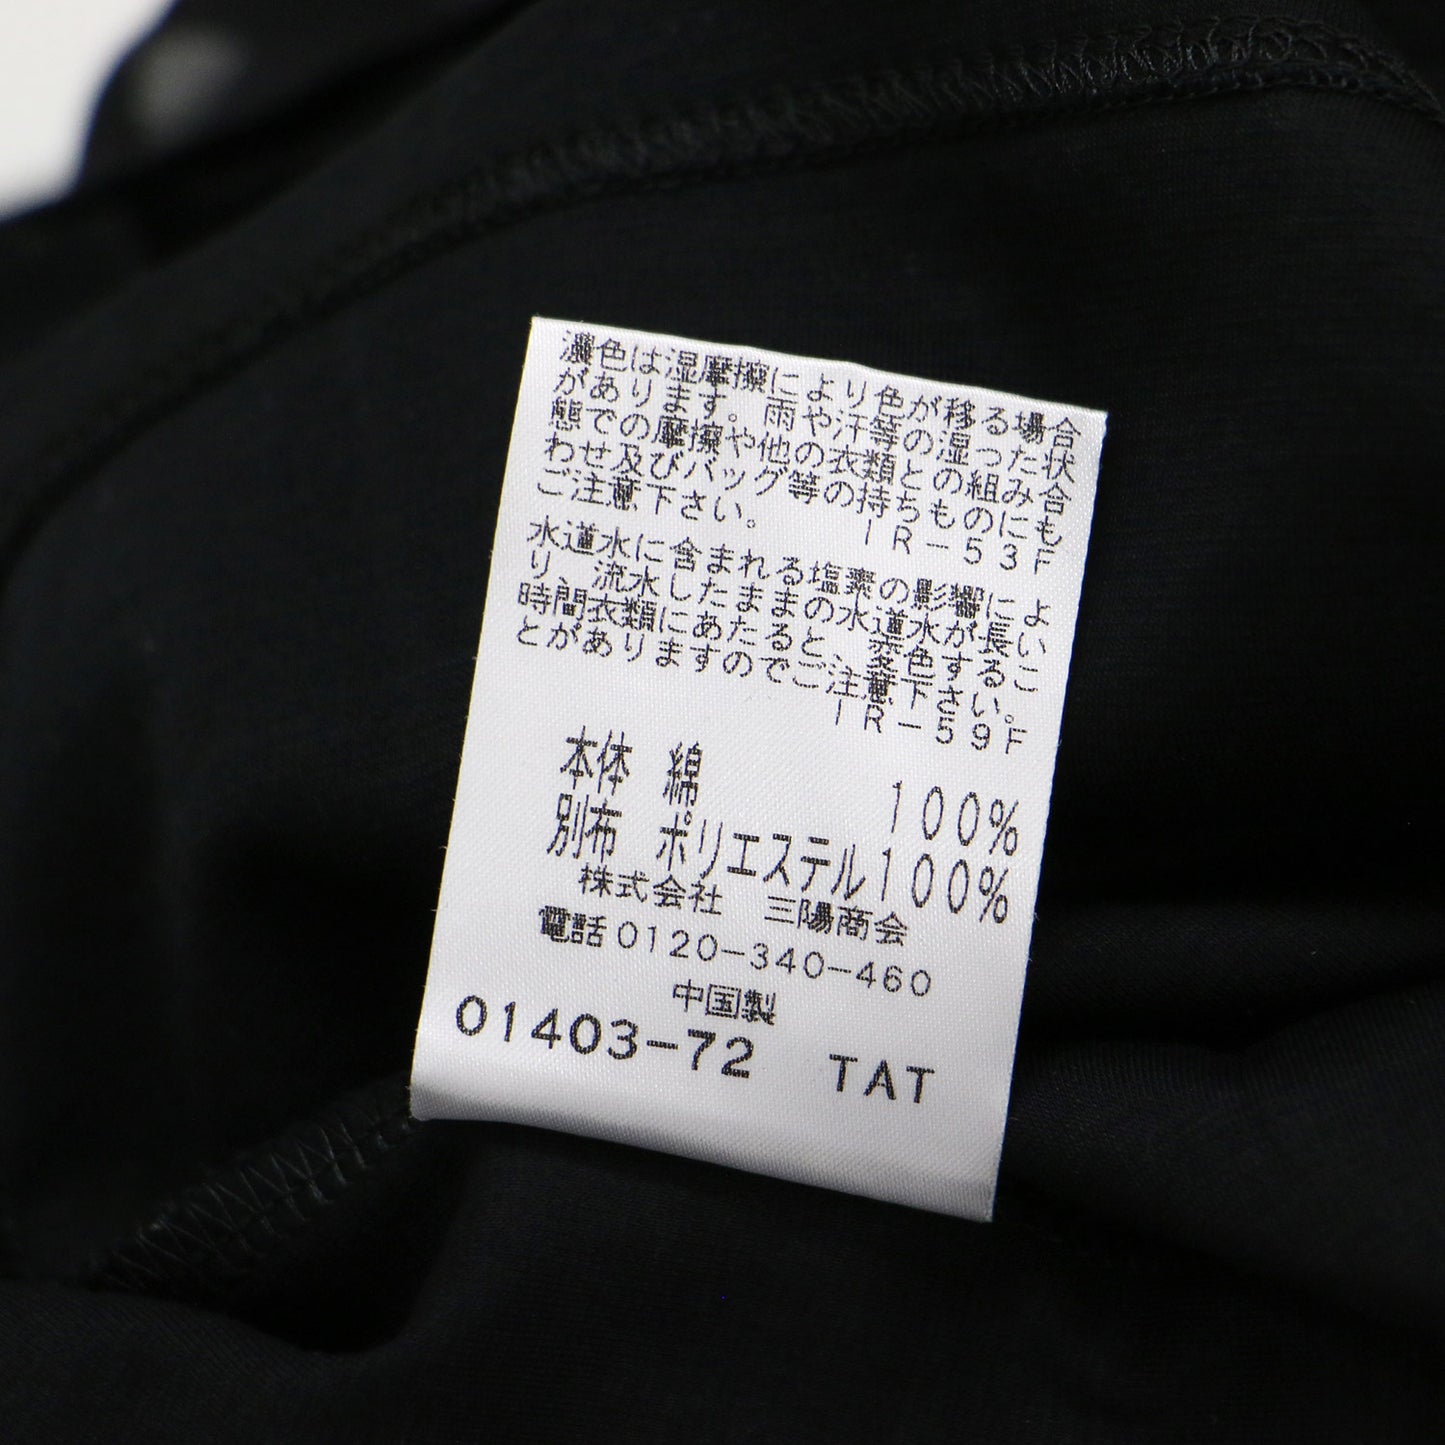 濃色は湿摩擦により色が移る場合
があります。雨や汗等の湿った状
態での摩擦や他の衣類との組み合
わせ及びバッグ等の持ちものにも
ご注意下さい。 IR-53F
水道水に含まれる塩素の影響によ
り、流水したままの水道水が長い
時間衣類にあたると、変色するこ
とがありますのでご注意下さい。
IR-59F
本体 綿 100%
別布 ポリエステル100%
株式会社 三陽商会
電話0120-340-460
中国製
01403-72 TAT